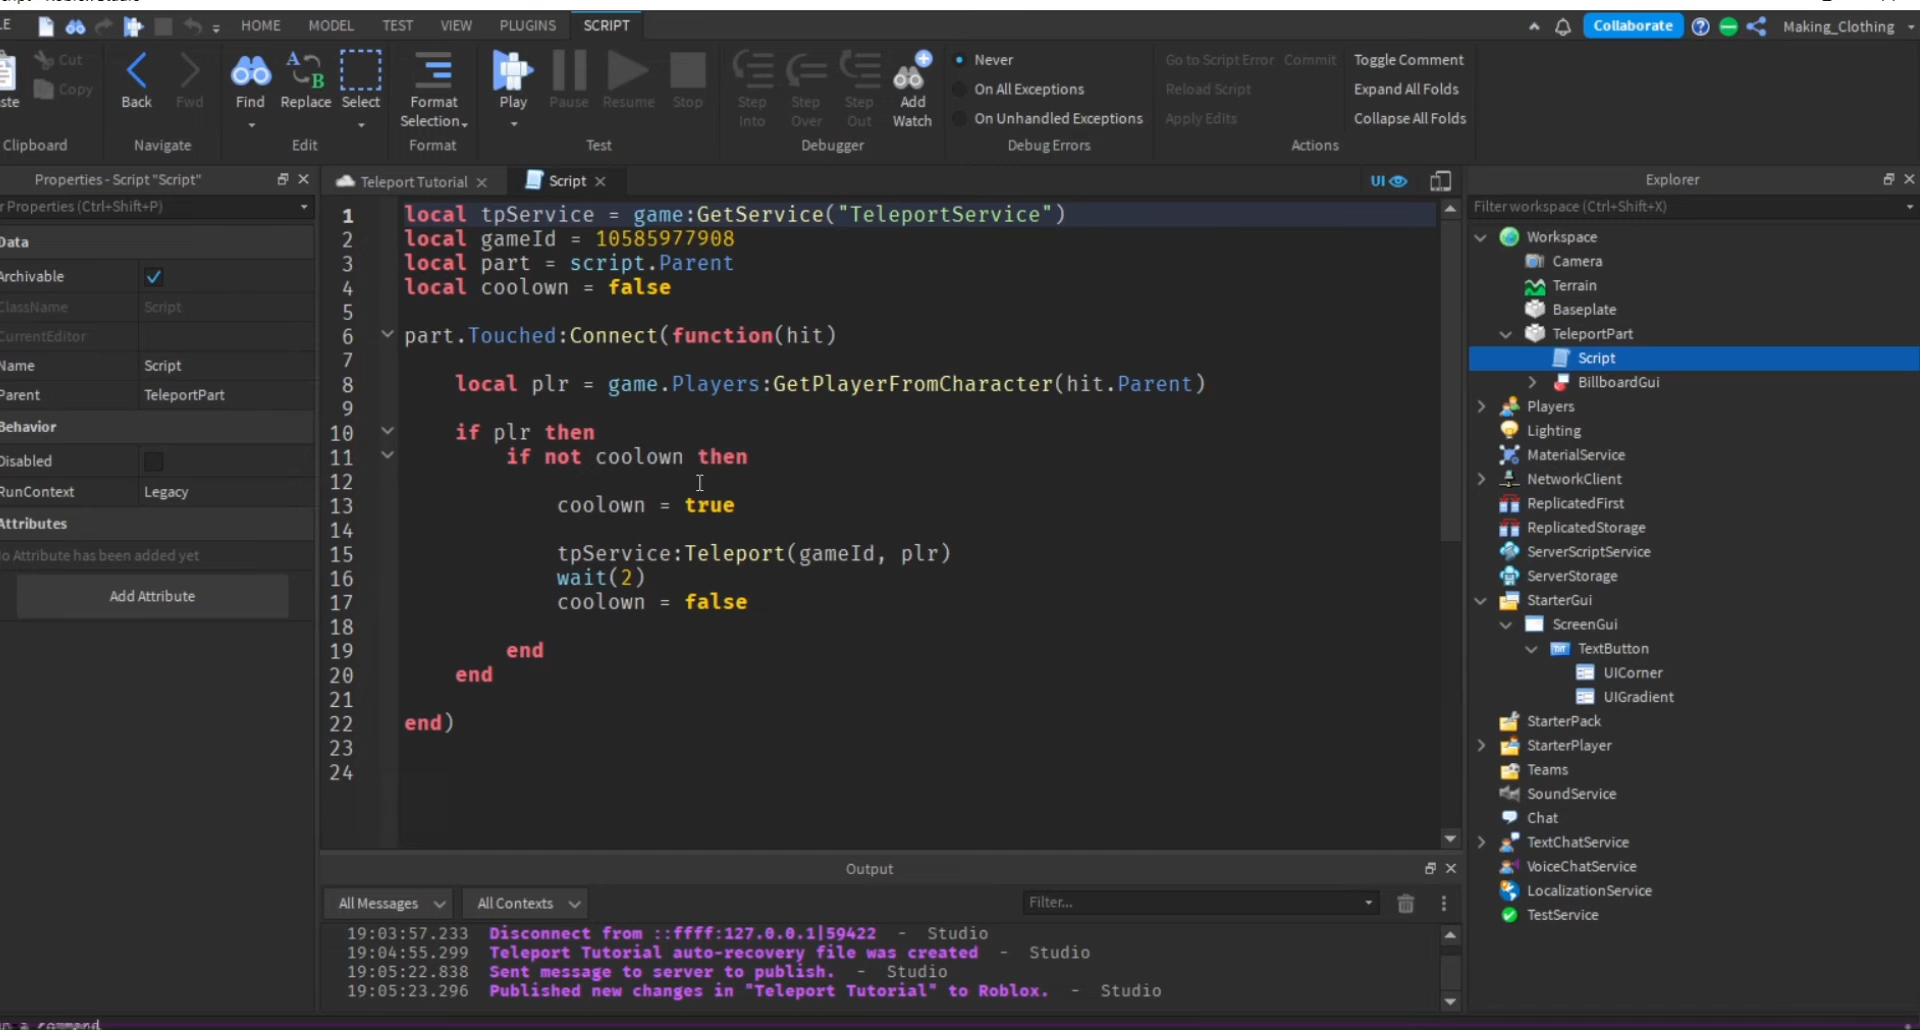 HOME MODEL TEST VIEW PLUGINS SCRIPT
Collaborate
Making_Clothing
Cut
Copy
Clipboard
Back
Fwd
Navigate
Find
Replace
Select
Edit
Format
Selection
Format
Play
Pause
Resume
Stop
Test
Step
Into
Step
Over
Step
Out
Add
Watch
Debugger
Never
On All Exceptions
On Unhandled Exceptions
Debug Errors
Go to Script Error Commit
Reload Script
Apply Edits
Toggle Comment
Expand All Folds
Collapse All Folds
Actions
Properties - Script "Script"
Properties (Ctrl+Shift+P)
Data
Archivable
ClassName Script
CurrentEditor
Name Script
Parent TeleportPart
Behavior
Disabled
RunContext Legacy
Attributes
Attribute has been added yet
Add Attribute
Teleport Tutorial
Script
UI
1 local tpService = game:GetService("TeleportService")
2 local gameId = 10585977908
3 local part = script.Parent
4 local coolown = false
5
6 part.Touched:Connect(function(hit)
7
8 local plr = game.Players:GetPlayerFromCharacter(hit.Parent)
9
10 if plr then
11 if not coolown then
12
13 coolown = true
14
15 tpService:Teleport(gameId, plr)
16 wait(2)
17 coolown = false
18
19 end
20 end
21
22 end)
23
24
Output
All Messages
All Contexts
Filter...
19:03:57.233 Disconnect from ::ffff:127.0.0.1|59422 - Studio
19:04:55.299 Teleport Tutorial auto-recovery file was created - Studio
19:05:22.838 Sent message to server to publish. - Studio
19:05:23.296 Published new changes in "Teleport Tutorial" to Roblox. - Studio
Explorer
Filter workspace (Ctrl+Shift+X)
Workspace
Camera
Terrain
Baseplate
TeleportPart
Script
BillboardGui
Players
Lighting
MaterialService
NetworkClient
ReplicatedFirst
ReplicatedStorage
ServerScriptService
ServerStorage
StarterGui
ScreenGui
TextButton
UICorner
UIGradient
StarterPack
StarterPlayer
Teams
SoundService
Chat
TextChatService
VoiceChatService
LocalizationService
TestService
a command